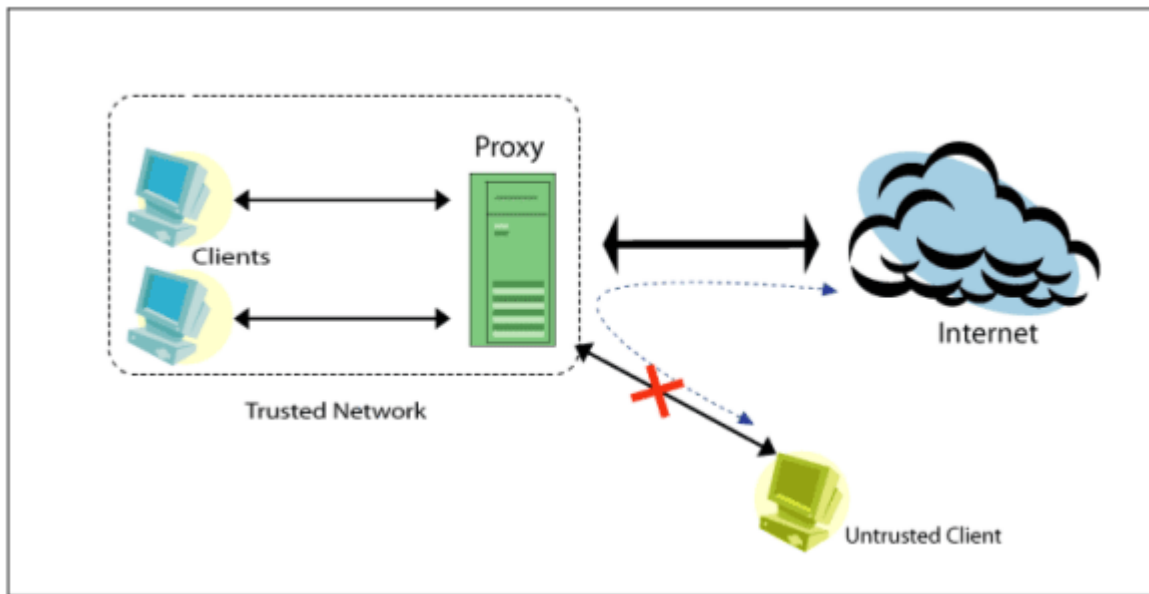 Proxy
Clients
Internet
Trusted Network
Untrusted Client